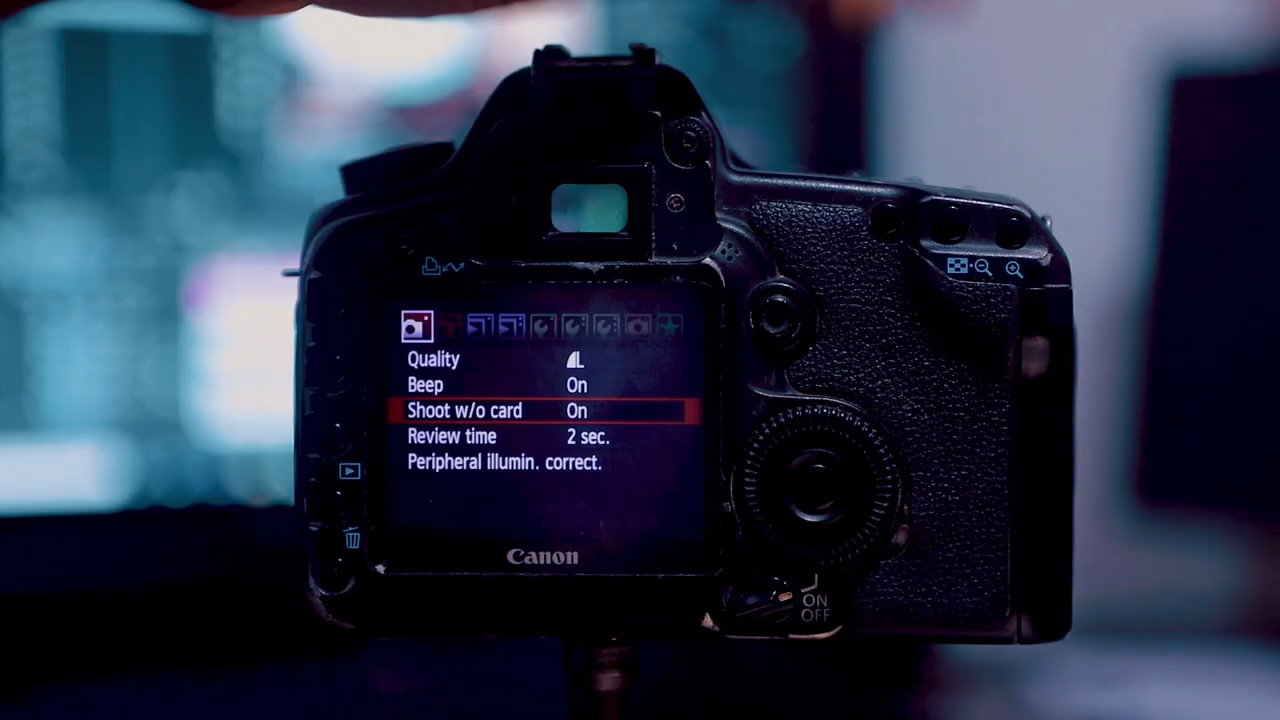 Quality L
Beep On
Shoot w/o card On
Review time 2 sec.
Peripheral illumin. correct.
Canon
ON
OFF